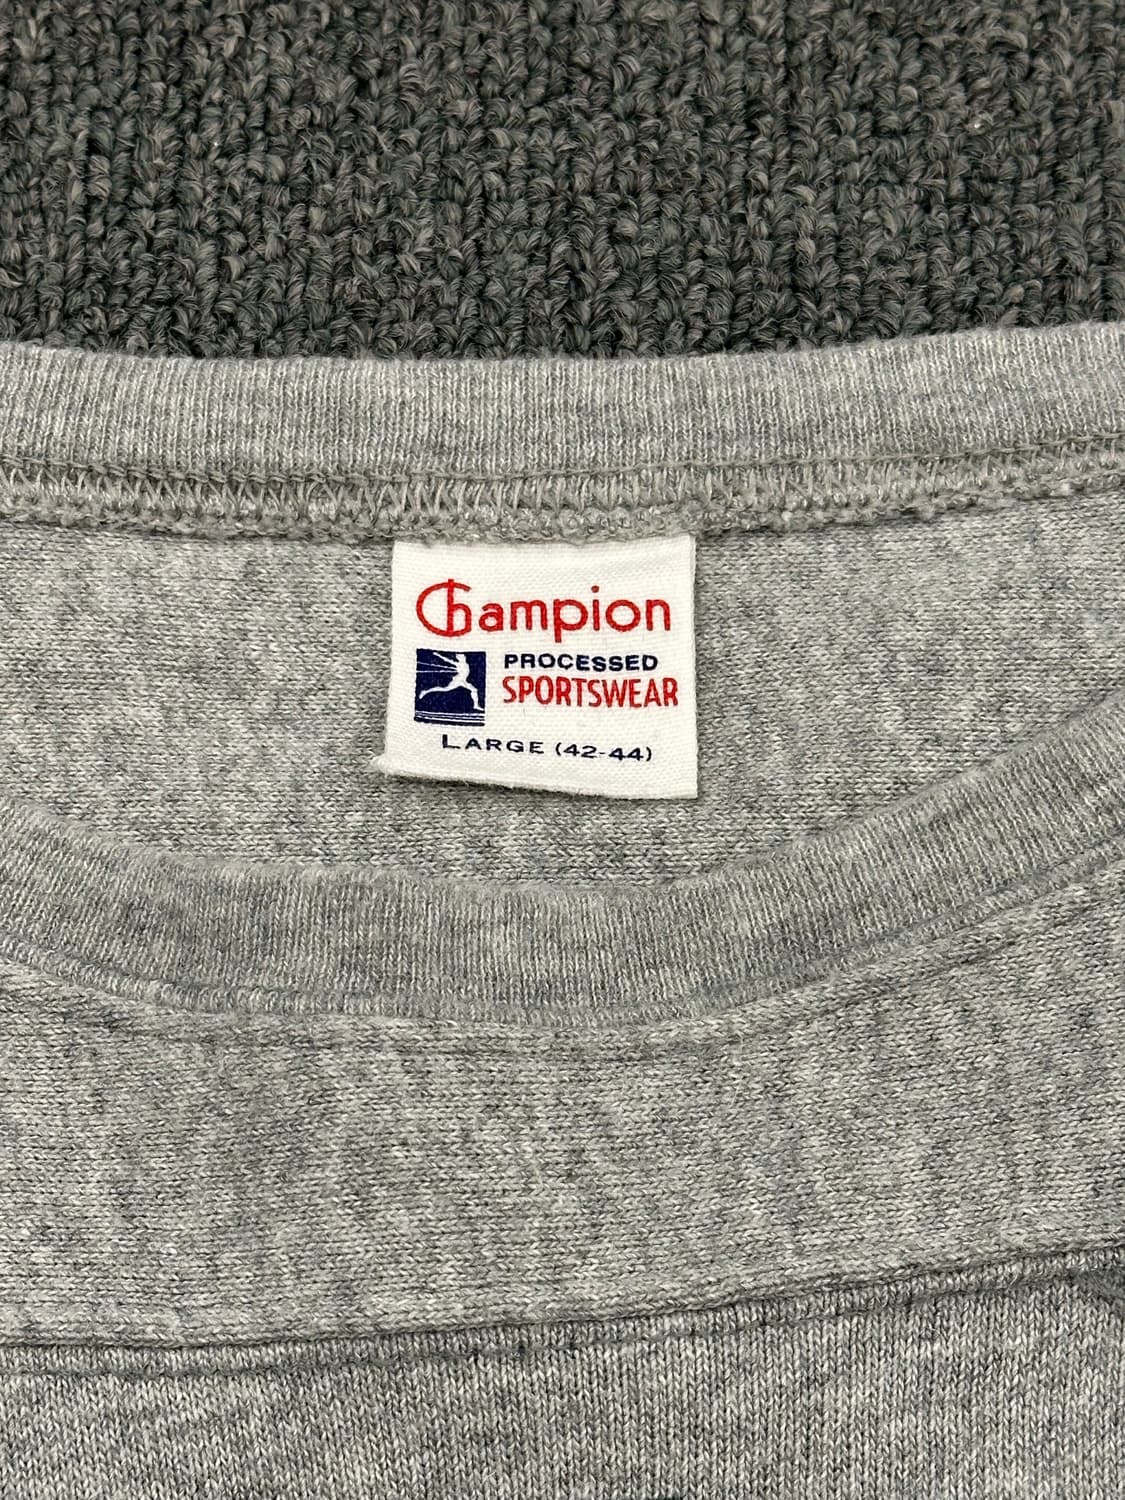 Champion
PROCESSED
SPORTSWEAR
LARGE (42-44)